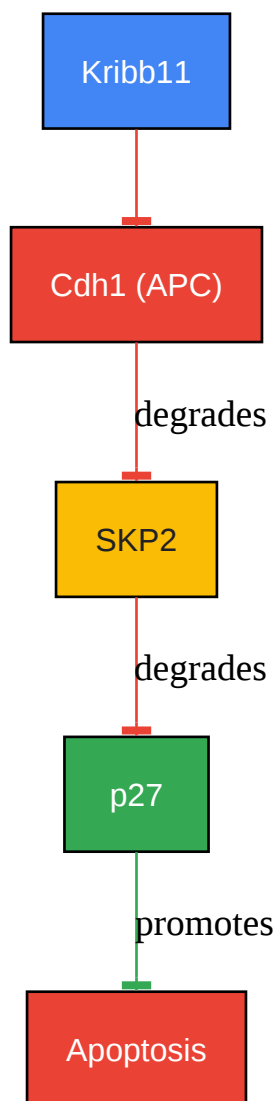 Kribb11
Cdh1 (APC)
degrades
SKP2
degrades
p27
promotes
Apoptosis